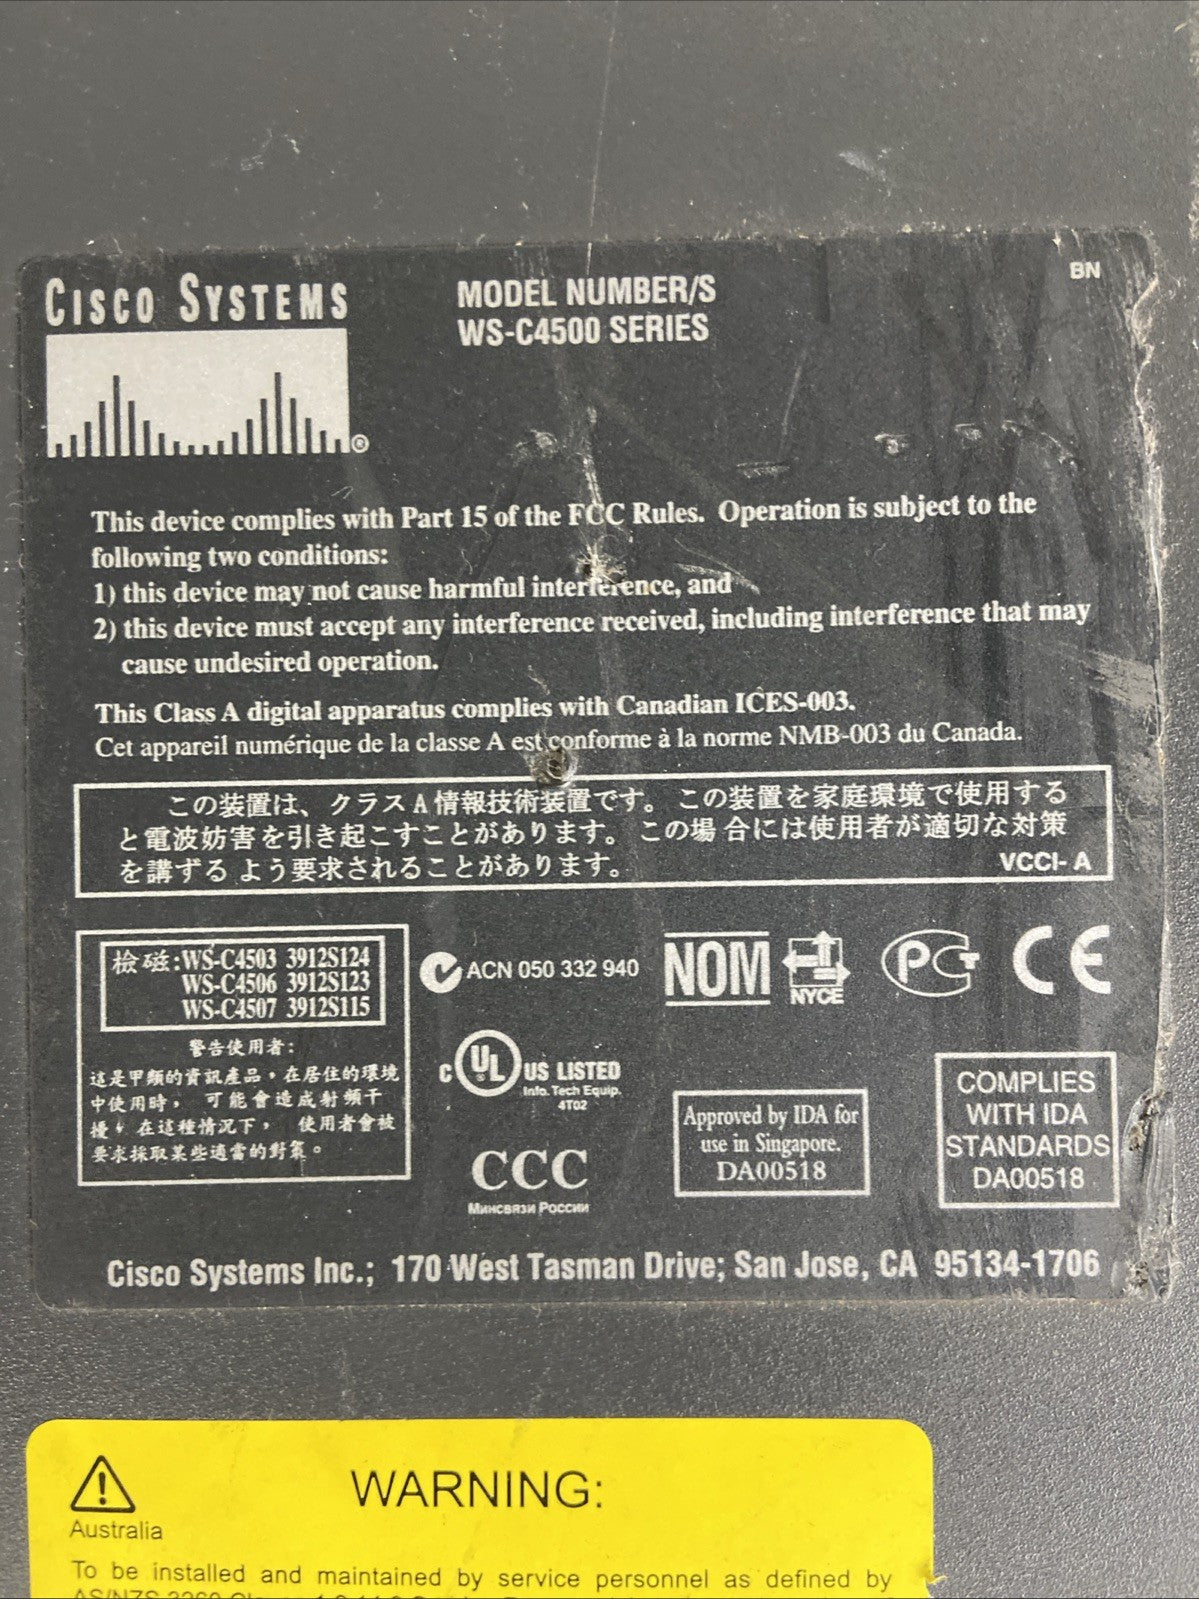 CISCO SYSTEMS
®
MODEL NUMBER/S
WS-C4500 SERIES
BN
This device complies with Part 15 of the FCC Rules. Operation is subject to the
following two conditions:
1) this device may not cause harmful interference, and
2) this device must accept any interference received, including interference that may
cause undesired operation.
This Class A digital apparatus complies with Canadian ICES-003.
Cet appareil numérique de la classe A est conforme à la norme NMB-003 du Canada.
この装置は、クラス A 情報技術装置です。この装置を家庭環境で使用する
と電波妨害を引き起こすことがあります。この場合には使用者が適切な対策
を講ずるよう要求されることがあります。
VCCI- A
檢磁:WS-C4503 3912S124
WS-C4506 3912S123
WS-C4507 3912S115
警告使用者:
這是甲類的資訊產品,在居住的環境
中使用時, 可能會造成射頻干
擾,在這種情況下, 使用者會被
要求採取某些適當的對策。
ACN 050 332 940
NOM
NYCE
PG
CE
C UL US LISTED
Info. Tech Equip.
4T02
CCC
Минсвязи России
Approved by IDA for
use in Singapore.
DA00518
COMPLIES
WITH IDA
STANDARDS
DA00518
Cisco Systems Inc.; 170 West Tasman Drive; San Jose, CA 95134-1706
WARNING:
Australia
To be installed and maintained by service personnel as defined by
AS/NZS 3260